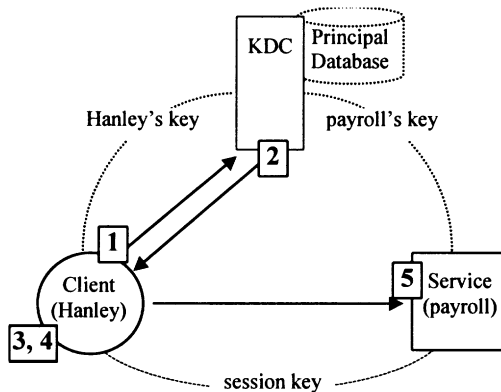 KDC
Principal
Database
Hanley's key
payroll's key
2
1
Client
(Hanley)
3, 4
5
Service
(payroll)
session key